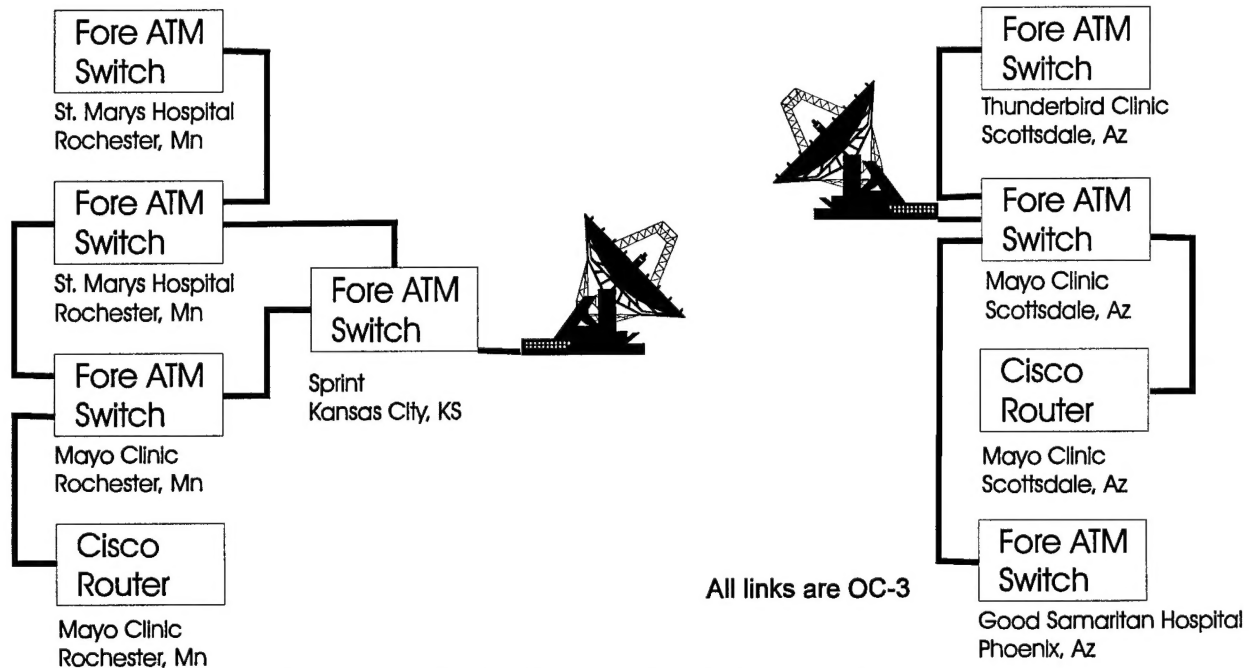 Fore ATM
Switch
St. Marys Hospital
Rochester, Mn
Fore ATM
Switch
St. Marys Hospital
Rochester, Mn
Fore ATM
Switch
Mayo Clinic
Rochester, Mn
Cisco
Router
Mayo Clinic
Rochester, Mn
Fore ATM
Switch
Sprint
Kansas City, KS
Fore ATM
Switch
Thunderbird Clinic
Scottsdale, Az
Fore ATM
Switch
Mayo Clinic
Scottsdale, Az
Cisco
Router
Mayo Clinic
Scottsdale, Az
Fore ATM
Switch
Good Samaritan Hospital
Phoenix, Az
All links are OC-3